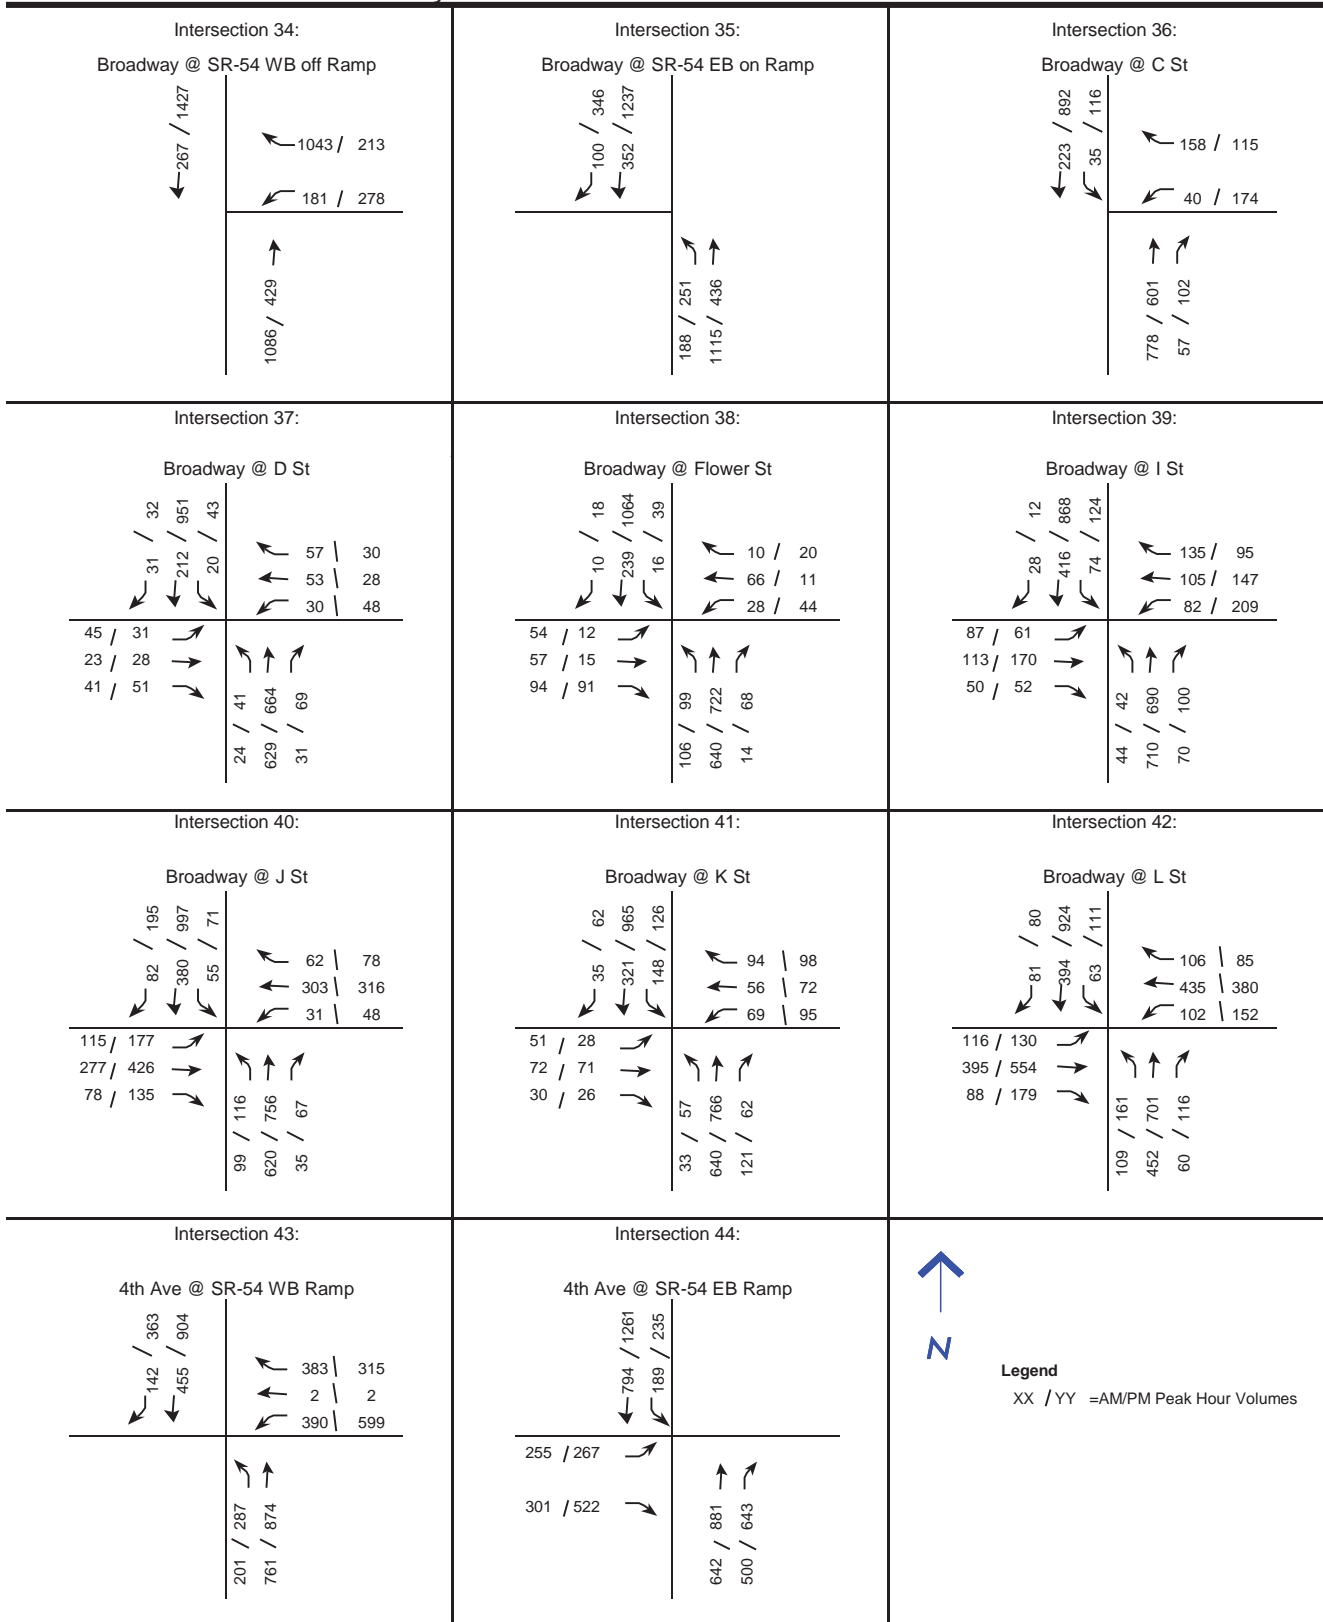 Intersection 34:
Broadway @ SR-54 WB off Ramp
267 / 1427
1043 / 213
181 / 278
1086 / 429
Intersection 35:
Broadway @ SR-54 EB on Ramp
100 / 346
352 / 1237
188 / 251
1115 / 436
Intersection 36:
Broadway @ C St
223 / 892
35 / 116
158 / 115
40 / 174
778 / 601
57 / 102
Intersection 37:
Broadway @ D St
31 / 32
212 / 951
20 / 43
57 \ 30
53 \ 28
30 \ 48
45 / 31
23 / 28
41 / 51
24 / 41
629 / 664
31 / 69
Intersection 38:
Broadway @ Flower St
10 / 18
239 / 1064
16 / 39
10 / 20
66 / 11
28 / 44
54 / 12
57 / 15
94 / 91
106 / 99
640 / 722
14 / 68
Intersection 39:
Broadway @ I St
28 / 12
416 / 868
74 / 124
135 / 95
105 / 147
82 / 209
87 / 61
113 / 170
50 / 52
44 / 42
710 / 690
70 / 100
Intersection 40:
Broadway @ J St
82 / 195
380 / 997
55 / 71
62 \ 78
303 \ 316
31 \ 48
115 / 177
277 / 426
78 / 135
99 / 116
620 / 756
35 / 67
Intersection 41:
Broadway @ K St
35 / 62
321 / 965
148 / 126
94 \ 98
56 \ 72
69 \ 95
51 / 28
72 / 71
30 / 26
33 / 57
640 / 766
121 / 62
Intersection 42:
Broadway @ L St
81 / 80
394 / 924
63 / 111
106 \ 85
435 \ 380
102 \ 152
116 / 130
395 / 554
88 / 179
109 / 161
452 / 701
60 / 116
Intersection 43:
4th Ave @ SR-54 WB Ramp
142 / 363
455 / 904
383 \ 315
2 \ 2
390 \ 599
201 / 287
761 / 874
Intersection 44:
4th Ave @ SR-54 EB Ramp
794 / 1261
189 / 235
255 / 267
301 / 522
642 / 881
500 / 643
N
Legend
XX / YY =AM/PM Peak Hour Volumes